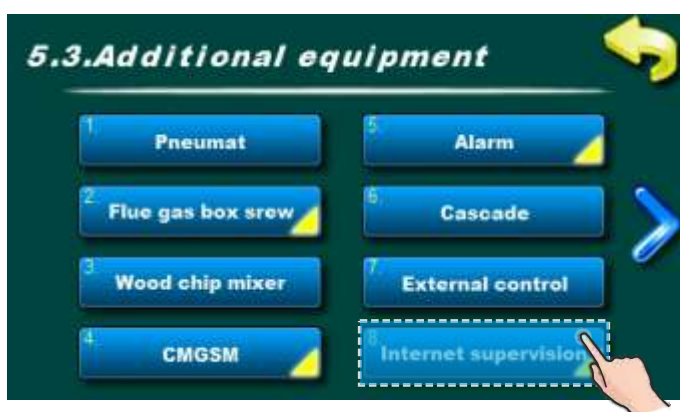 5.3.Additional equipment
1. Pneumat
2. Flue gas box srew
3. Wood chip mixer
4. CMGSM
5. Alarm
6. Cascade
7. External control
8. Internet supervision